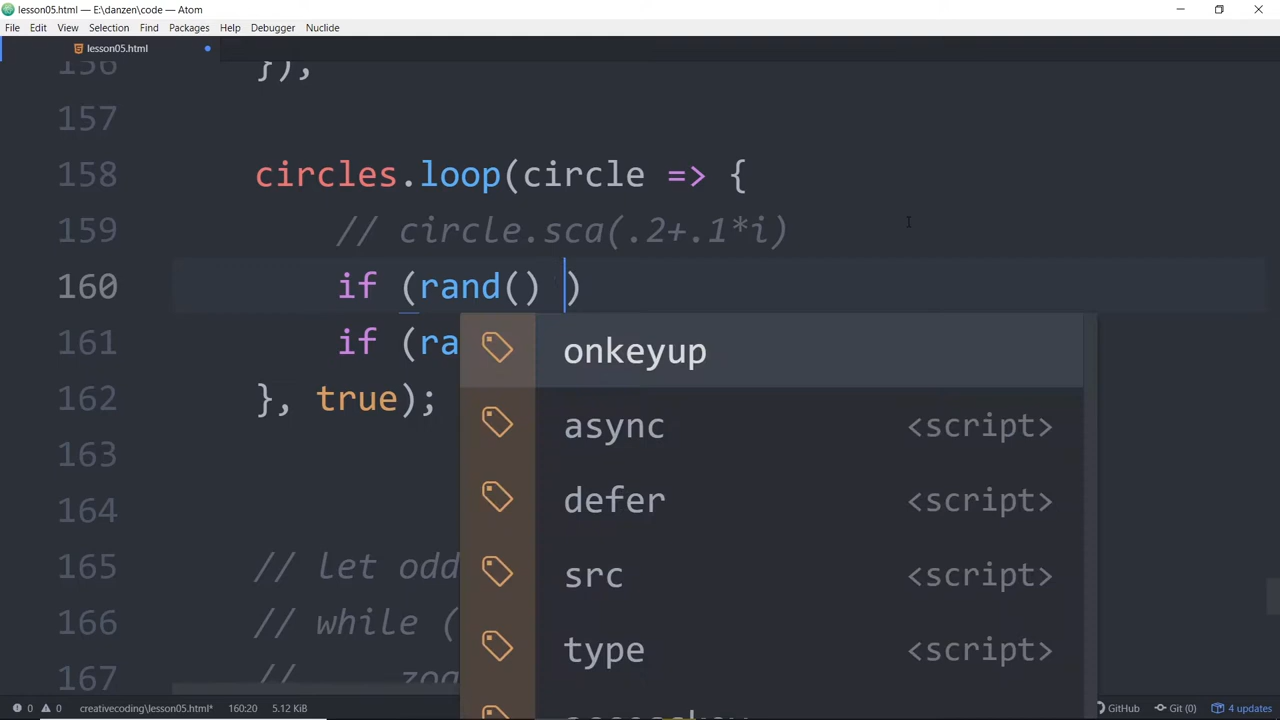 lesson05.html — E:\danzen\code — Atom
File Edit View Selection Find Packages Help Debugger Nuclide
lesson05.html
156 }),
157
158 circles.loop(circle => {
159 // circle.sca(.2+.1*i)
160 if (rand() )
161 if (ra
162 }, true);
163
164
165 // let odd
166 // while (
167 //
onkeyup
async <script>
defer <script>
src <script>
type <script>
0 0 creativecoding\lesson05.html* 160:20 5.12 KiB GitHub Git (0) 4 updates